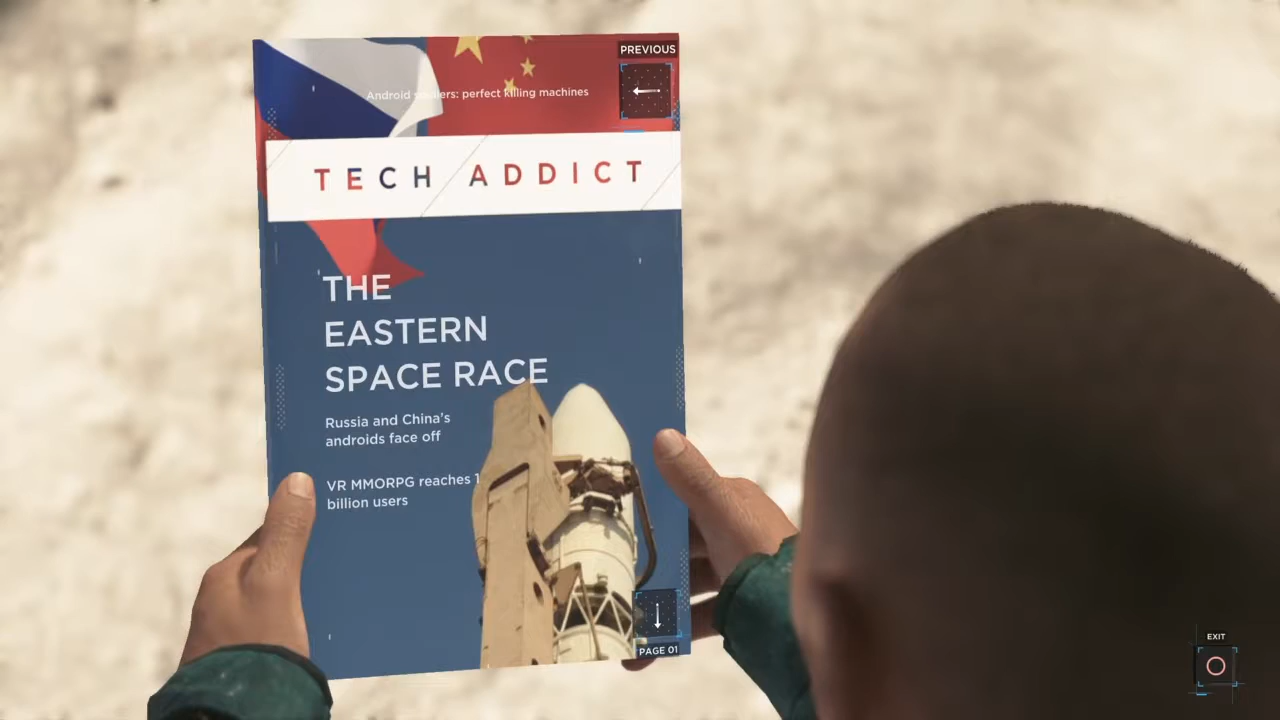 PREVIOUS
Android soldiers: perfect killing machines
TECH ADDICT
THE
EASTERN
SPACE RACE
Russia and China's
androids face off
VR MMORPG reaches 1
billion users
PAGE 01
EXIT